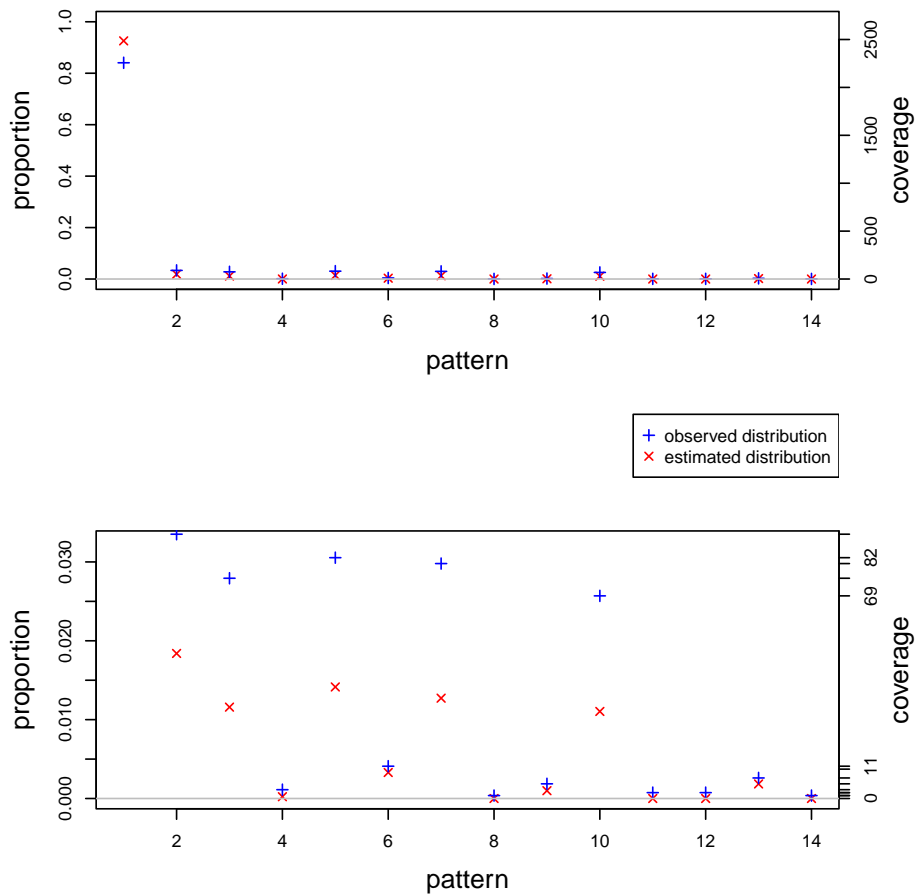 1.0
0.8
0.6
0.4
0.2
0.0
proportion
2500
1500
500
0
coverage
2 4 6 8 10 12 14
pattern
observed distribution
estimated distribution
0.030
0.020
0.010
0.000
proportion
82
69
11
0
coverage
2 4 6 8 10 12 14
pattern